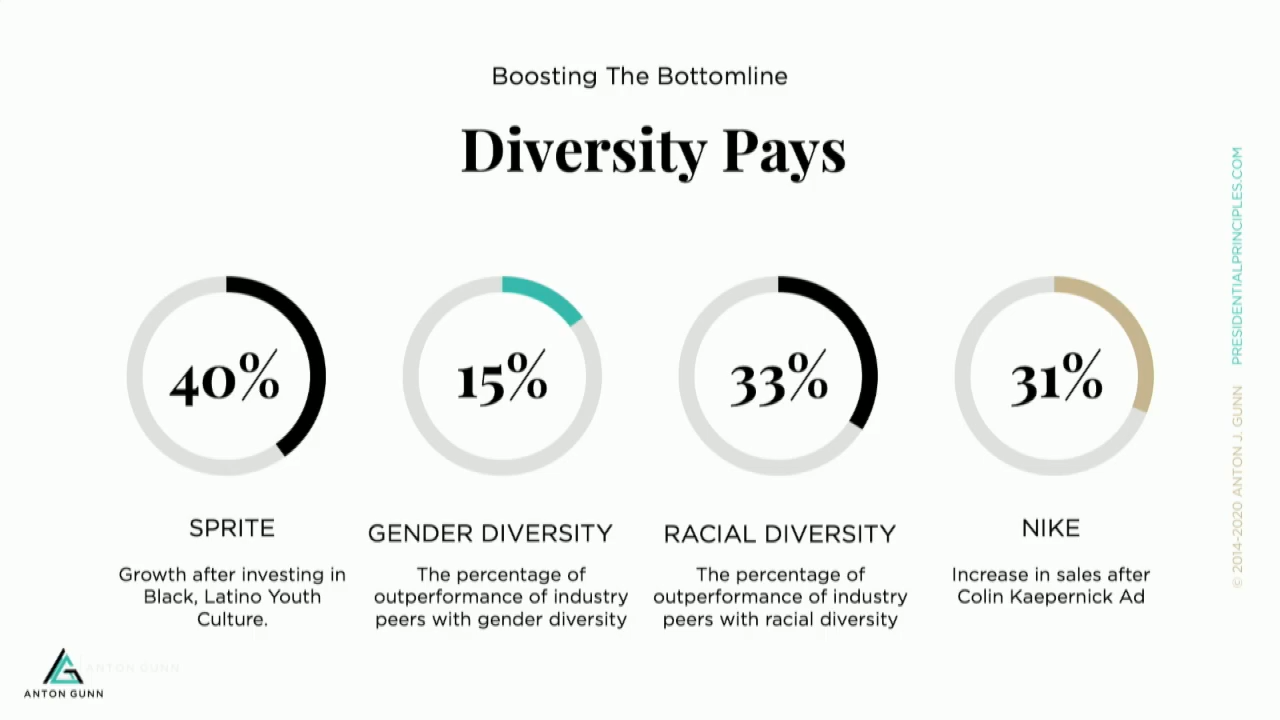 Boosting The Bottomline
Diversity Pays
40%
15%
33%
31%
SPRITE
Growth after investing in
Black, Latino Youth
Culture.
GENDER DIVERSITY
The percentage of
outperformance of industry
peers with gender diversity
RACIAL DIVERSITY
The percentage of
outperformance of industry
peers with racial diversity
NIKE
Increase in sales after
Colin Kaepernick Ad
© 2014-2020 ANTON J. GUNN PRESIDENTIALPRINCIPLES.COM
ANTON GUNN
ANTON GUNN